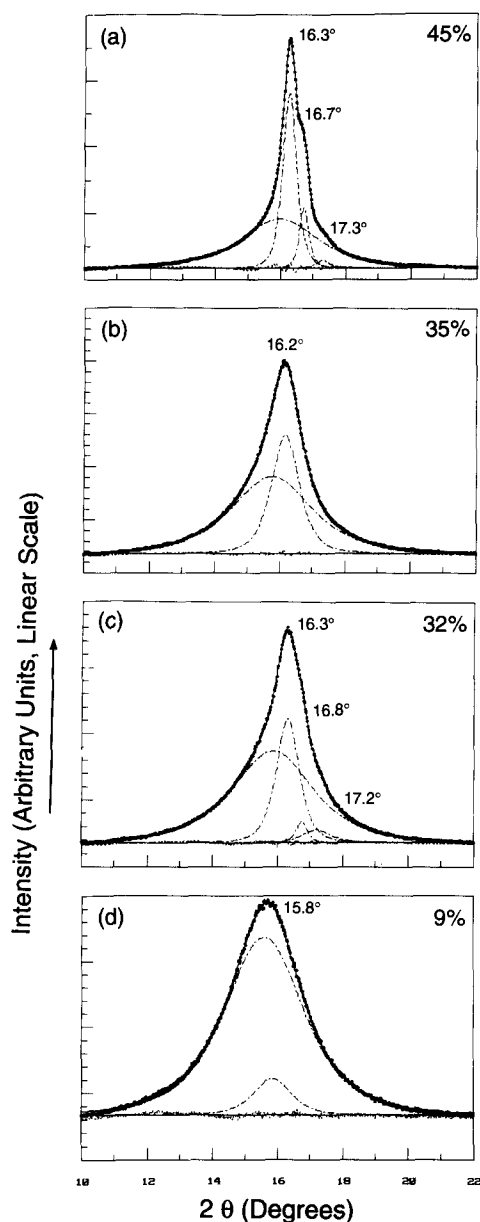 (a)
16.3°
45%
16.7°
17.3°
(b)
16.2°
35%
(c)
16.3°
32%
16.8°
17.2°
(d)
15.8°
9%
10 12 14 16 18 20 22
2 θ (Degrees)
Intensity (Arbitrary Units, Linear Scale)